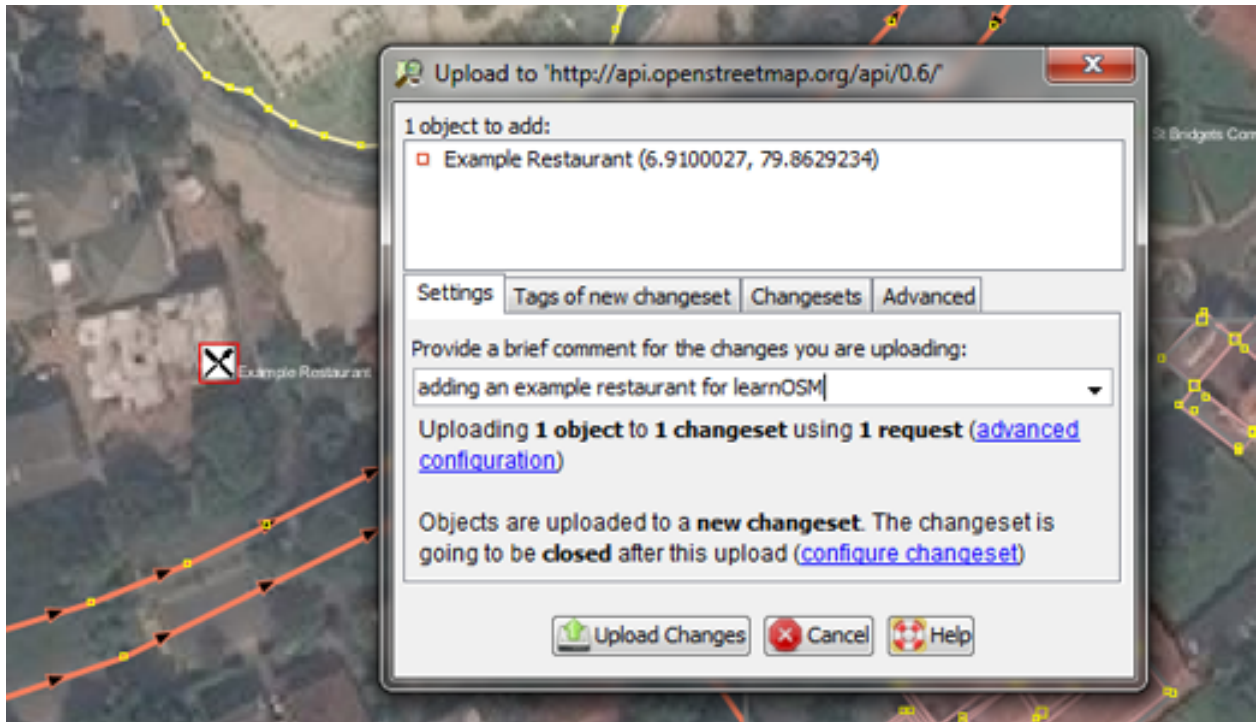 Upload to "http://api.openstreetmap.org/api/0.6/"
1 object to add:
Example Restaurant (6.9100027, 79.8629234)
St Bridgets Con
Settings
Tags of new changeset
Changesets
Advanced
Provide a brief comment for the changes you are uploading:
Example Restaurant
adding an example restaurant for learnOSM
Uploading 1 object to 1 changeset using 1 request (advanced
configuration)
Objects are uploaded to a new changeset. The changeset is
going to be closed after this upload (configure changeset)
Upload Changes
Cancel
Help